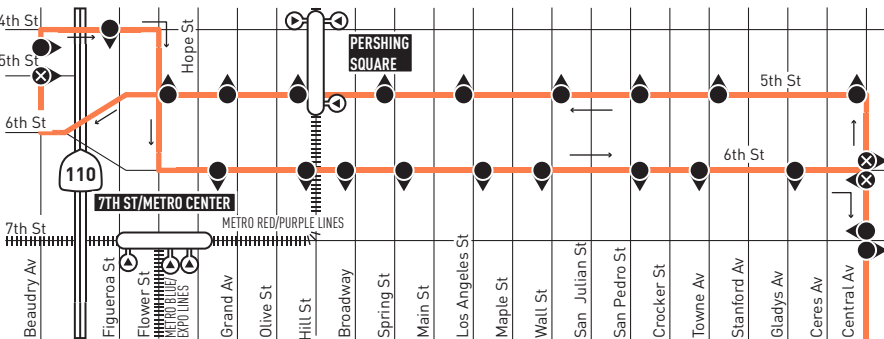 4th St
5th St
6th St
7th St
Hope St
PERSHING
SQUARE
5th St
6th St
110
7TH ST/METRO CENTER
METRO RED/PURPLE LINES
Beaudry Av
Figueroa St
Flower St
METRO BLUE/
EXPO LINES
Grand Av
Olive St
Hill St
Broadway
Spring St
Main St
Los Angeles St
Maple St
Wall St
San Julian St
San Pedro St
Crocker St
Towne Av
Stanford Av
Gladys Av
Ceres Av
Central Av